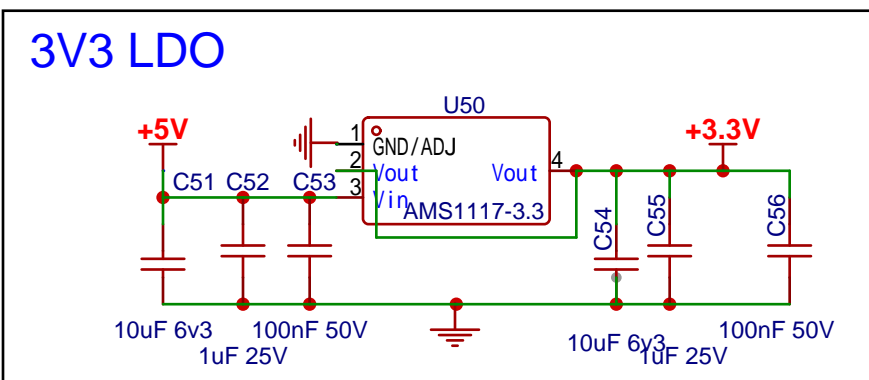 3V3 LDO
U50
+5V
+3.3V
1
GND/ADJ
2
Vout
Vout
4
C51
C52
C53
3
Vin
AMS1117-3.3
C54
C55
C56
10uF 6v3
100nF 50V
1uF 25V
10uF 6v3
1uF 25V
100nF 50V